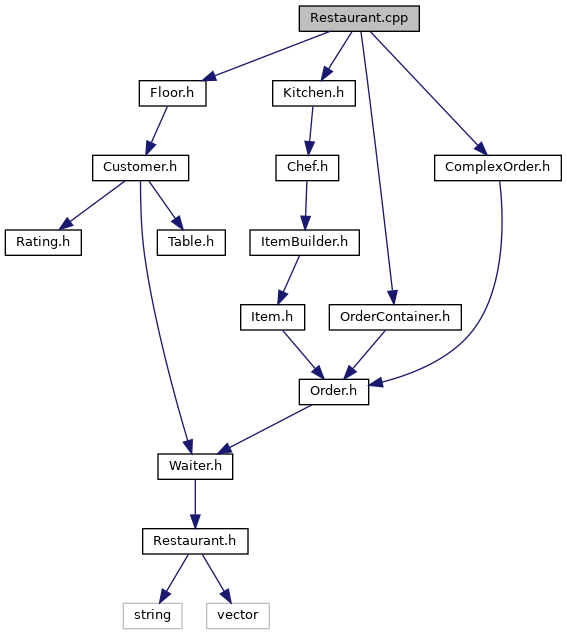 Restaurant.cpp
Floor.h
Kitchen.h
Customer.h
Chef.h
ComplexOrder.h
Rating.h
Table.h
ItemBuilder.h
Item.h
OrderContainer.h
Order.h
Waiter.h
Restaurant.h
string
vector